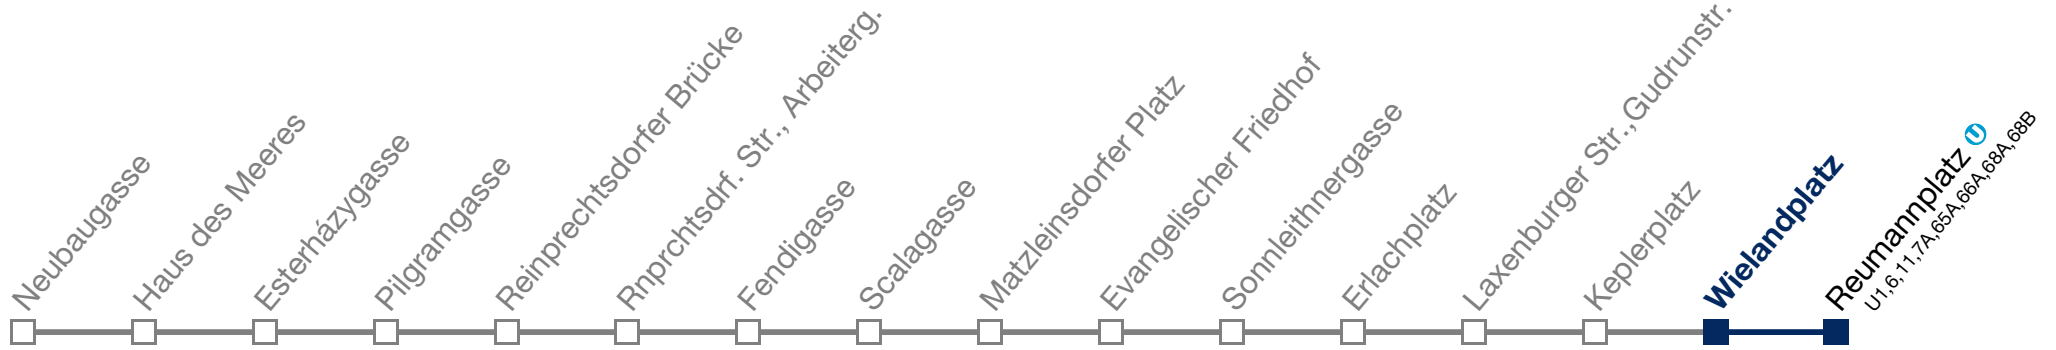 Neubaugasse
Haus des Meeres
Esterházygasse
Pilgramgasse
Reinprechtsdorfer Brücke
Rnprchtsdrf. Str., Arbeiterg.
Fendigasse
Scalagasse
Matzleinsdorfer Platz
Evangelischer Friedhof
Sonnleithnergasse
Erlachplatz
Laxenburger Str., Gudrunstr.
Keplerplatz
Wielandplatz
Reumannplatz U
U1,6,11,7A,65A,66A,68A,68B